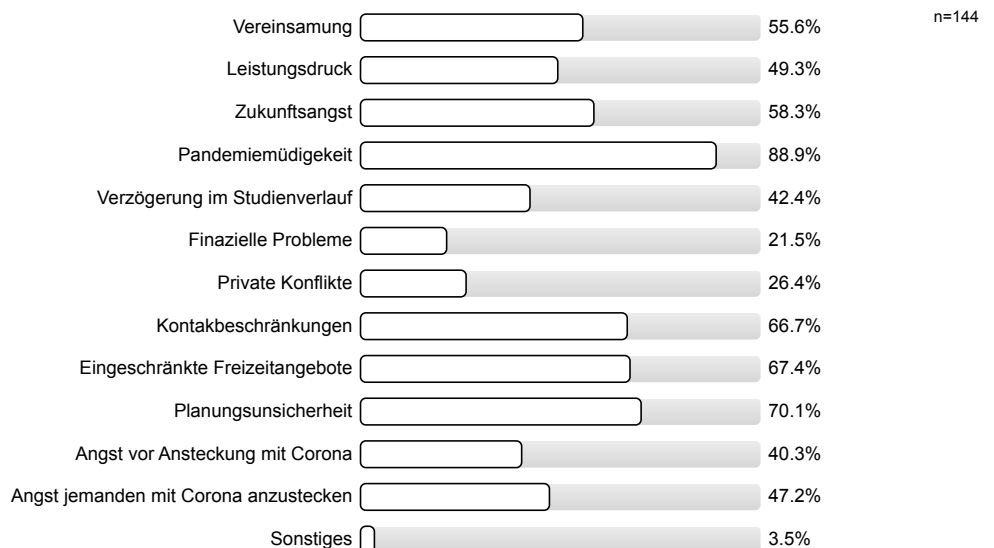 n=144
Vereinsamung 55.6%
Leistungsdruck 49.3%
Zukunftsangst 58.3%
Pandemiemüdigekeit 88.9%
Verzögerung im Studienverlauf 42.4%
Finazielle Probleme 21.5%
Private Konflikte 26.4%
Kontakbeschränkungen 66.7%
Eingeschränkte Freizeitangebote 67.4%
Planungsunsicherheit 70.1%
Angst vor Ansteckung mit Corona 40.3%
Angst jemanden mit Corona anzustecken 47.2%
Sonstiges 3.5%